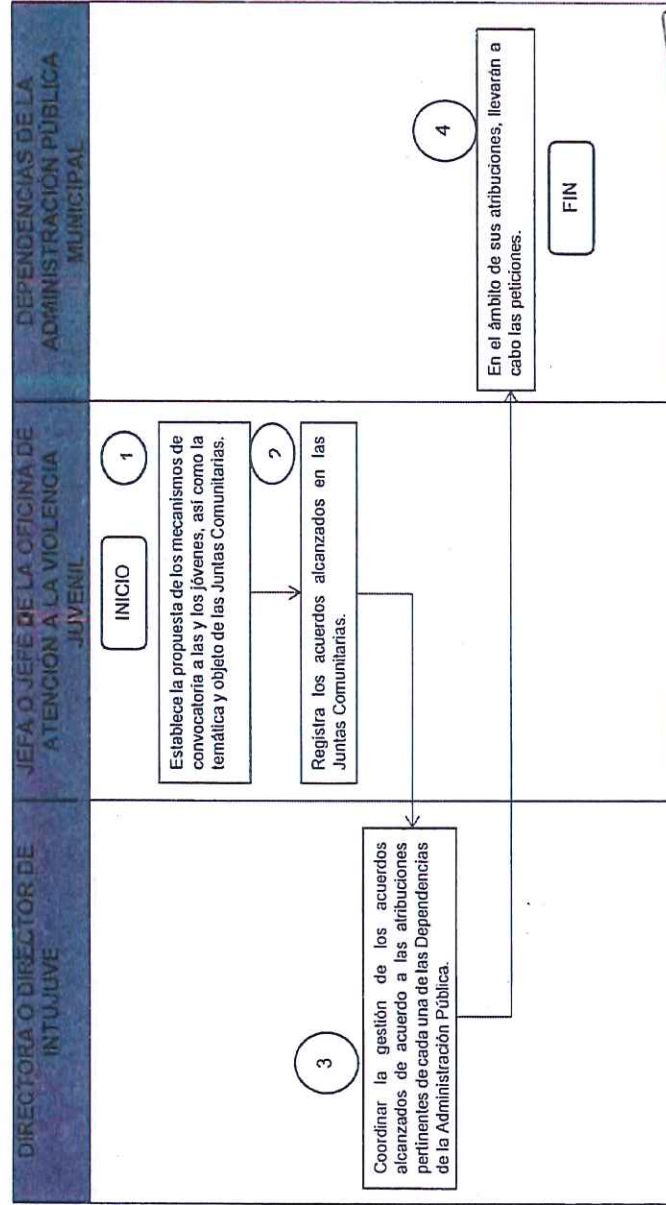 DIRECTORA O DIRECTOR DE
INTUJUVE
JEFA O JEFE DE LA OFICINA DE
ATENCIÓN A LA VIOLENCIA
JUVENIL
DEPENDENCIAS DE LA
ADMINISTRACIÓN PÚBLICA
MUNICIPAL
INICIO
1
Establece la propuesta de los mecanismos de
convocatoria a las y los jóvenes, así como la
temática y objeto de las Juntas Comunitarias.
2
Registra los acuerdos alcanzados en las
Juntas Comunitarias.
3
Coordinar la gestión de los acuerdos
alcanzados de acuerdo a las atribuciones
pertinentes de cada una de las Dependencias
de la Administración Pública.
4
En el ámbito de sus atribuciones, llevarán a
cabo las peticiones.
FIN